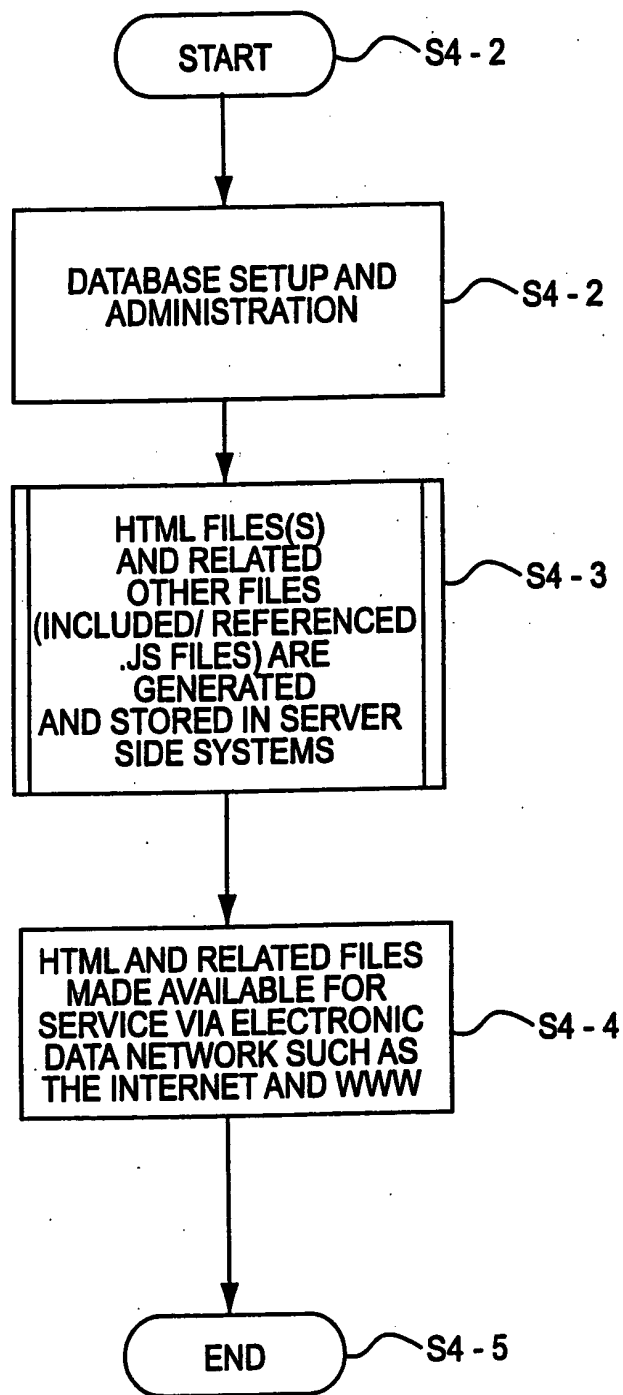 START
S4 - 2
DATABASE SETUP AND
ADMINISTRATION
S4 - 2
HTML FILES(S)
AND RELATED
OTHER FILES
(INCLUDED/ REFERENCED
.JS FILES) ARE
GENERATED
AND STORED IN SERVER
SIDE SYSTEMS
S4 - 3
HTML AND RELATED FILES
MADE AVAILABLE FOR
SERVICE VIA ELECTRONIC
DATA NETWORK SUCH AS
THE INTERNET AND WWW
S4 - 4
END
S4 - 5